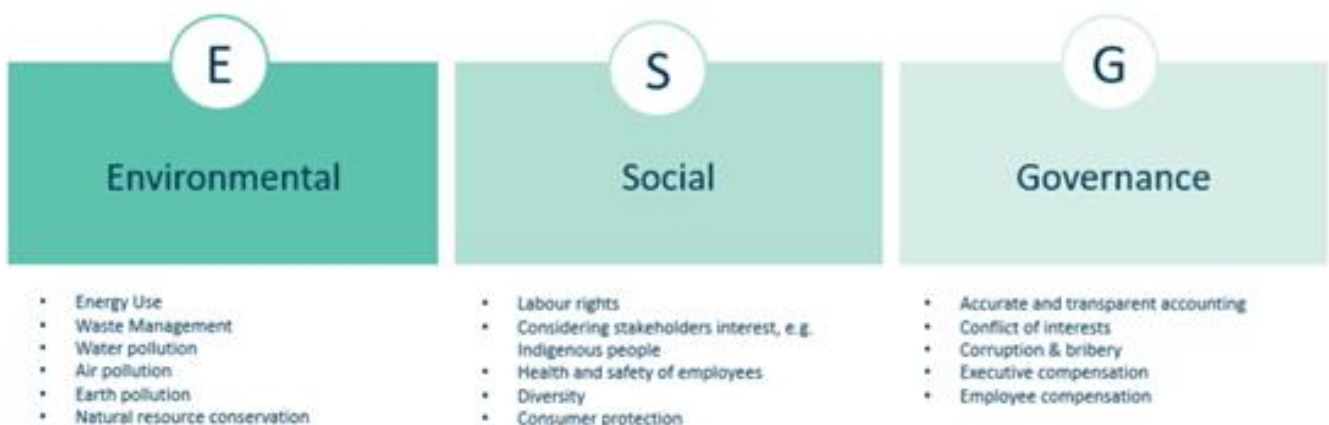 E
Environmental
• Energy Use
• Waste Management
• Water pollution
• Air pollution
• Earth pollution
• Natural resource conservation
S
Social
• Labour rights
• Considering stakeholders interest, e.g.
Indigenous people
• Health and safety of employees
• Diversity
• Consumer protection
G
Governance
• Accurate and transparent accounting
• Conflict of interests
• Corruption & bribery
• Executive compensation
• Employee compensation